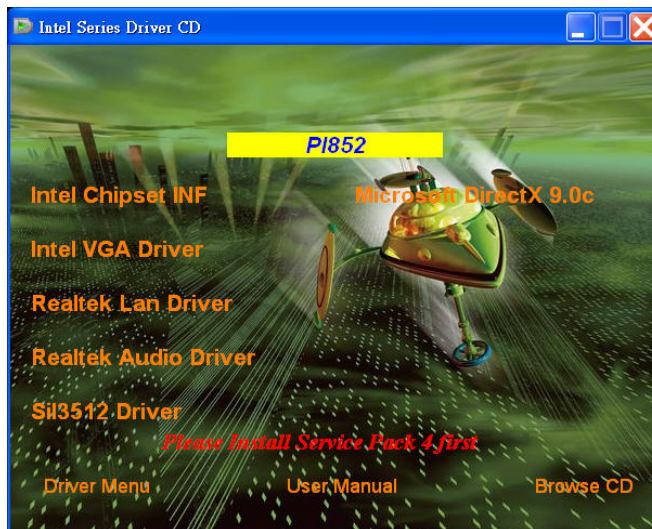 Intel Series Driver CD
PI852
Intel Chipset INF
Microsoft DirectX 9.0c
Intel VGA Driver
Realtek Lan Driver
Realtek Audio Driver
Sil3512 Driver
Please Install Service Pack 4 first
Driver Menu
User Manual
Browse CD